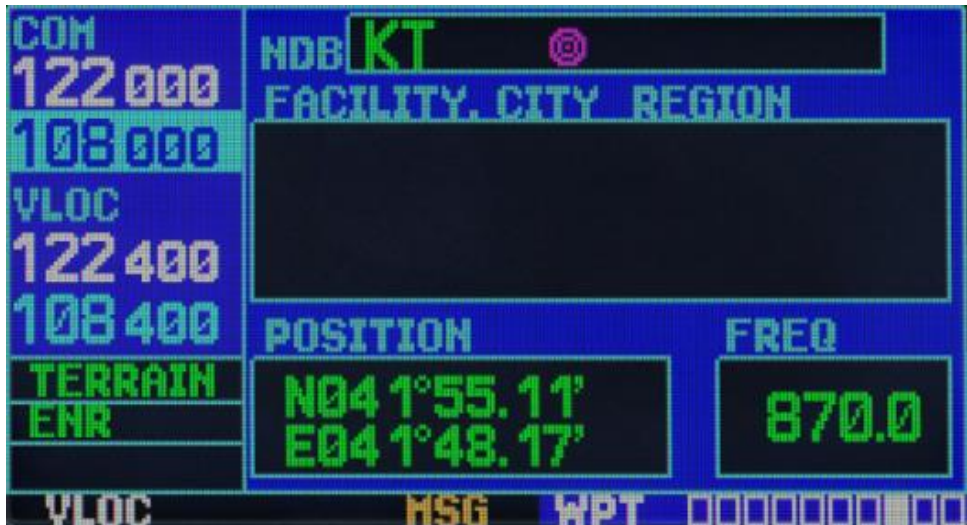 COM
122000
108000
VLOC
122400
108400
TERRAIN
ENR
NDB KT
FACILITY, CITY REGION
POSITION
N041°55.11'
E041°48.17'
FREQ
870.0
VLOC MSG WPT